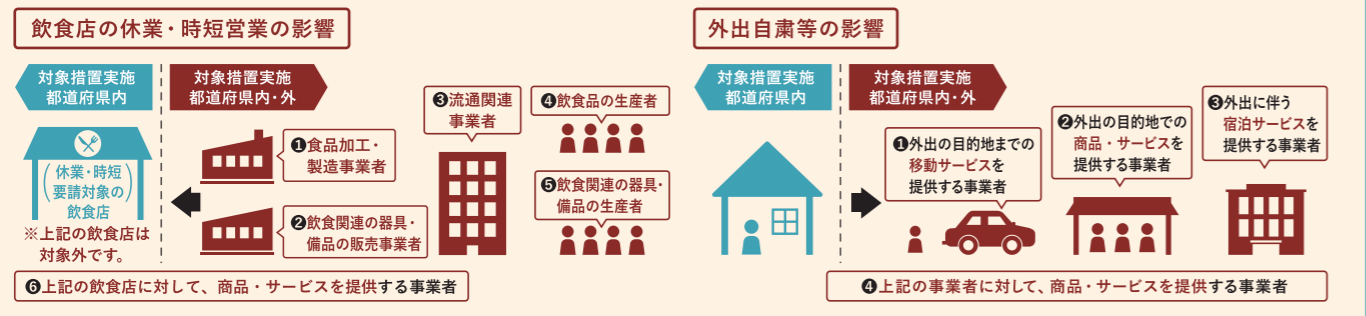 飲食店の休業・時短営業の影響
対象措置実施
都道府県内
対象措置実施
都道府県内・外
(休業・時短
要請対象の)
飲食店
※上記の飲食店は
対象外です。
❶食品加工・
製造事業者
❷飲食関連の器具・
備品の販売事業者
❸流通関連
事業者
❹飲食品の生産者
❺飲食関連の器具・
備品の生産者
❻上記の飲食店に対して、商品・サービスを提供する事業者
外出自粛等の影響
対象措置実施
都道府県内
対象措置実施
都道府県内・外
❶外出の目的地までの
移動サービスを
提供する事業者
❷外出の目的地での
商品・サービスを
提供する事業者
❸外出に伴う
宿泊サービスを
提供する事業者
❹上記の事業者に対して、商品・サービスを提供する事業者